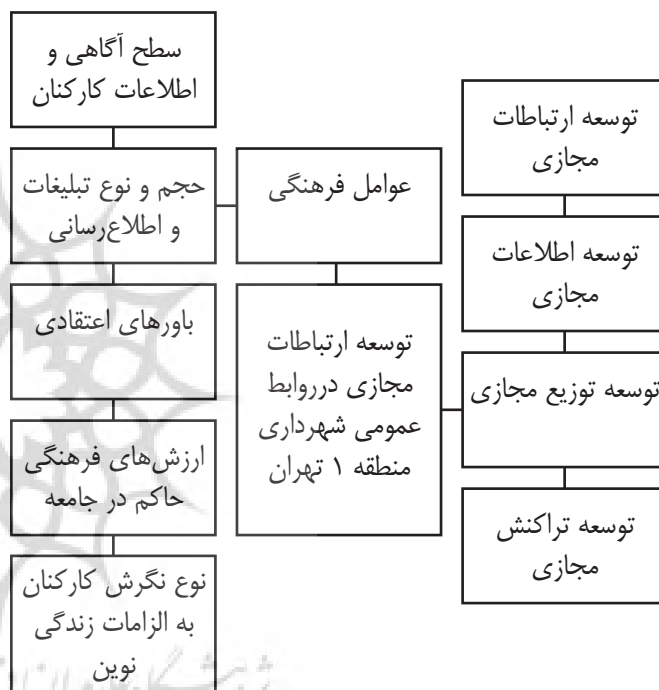 سطح آگاهی و
اطلاعات کارکنان
حجم و نوع تبلیغات
و اطلاع‌رسانی
باورهای اعتقادی
ارزش‌های فرهنگی
حاکم در جامعه
نوع نگرش کارکنان
به الزامات زندگی
نوین
عوامل فرهنگی
توسعه ارتباطات
مجازی درروابط
عمومی شهرداری
منطقه ۱ تهران
توسعه ارتباطات
مجازی
توسعه اطلاعات
مجازی
توسعه توزیع مجازی
توسعه تراکنش
مجازی